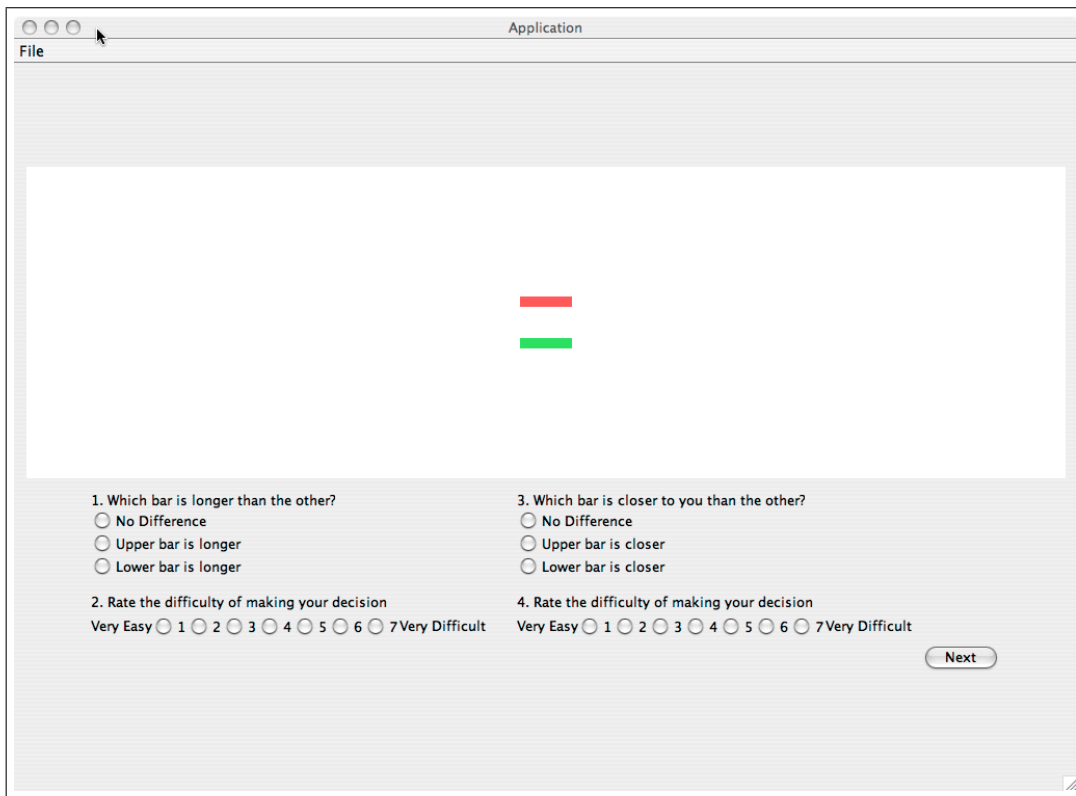 Application
File
1. Which bar is longer than the other?
No Difference
Upper bar is longer
Lower bar is longer
2. Rate the difficulty of making your decision
Very Easy 1 2 3 4 5 6 7 Very Difficult
3. Which bar is closer to you than the other?
No Difference
Upper bar is closer
Lower bar is closer
4. Rate the difficulty of making your decision
Very Easy 1 2 3 4 5 6 7 Very Difficult
Next